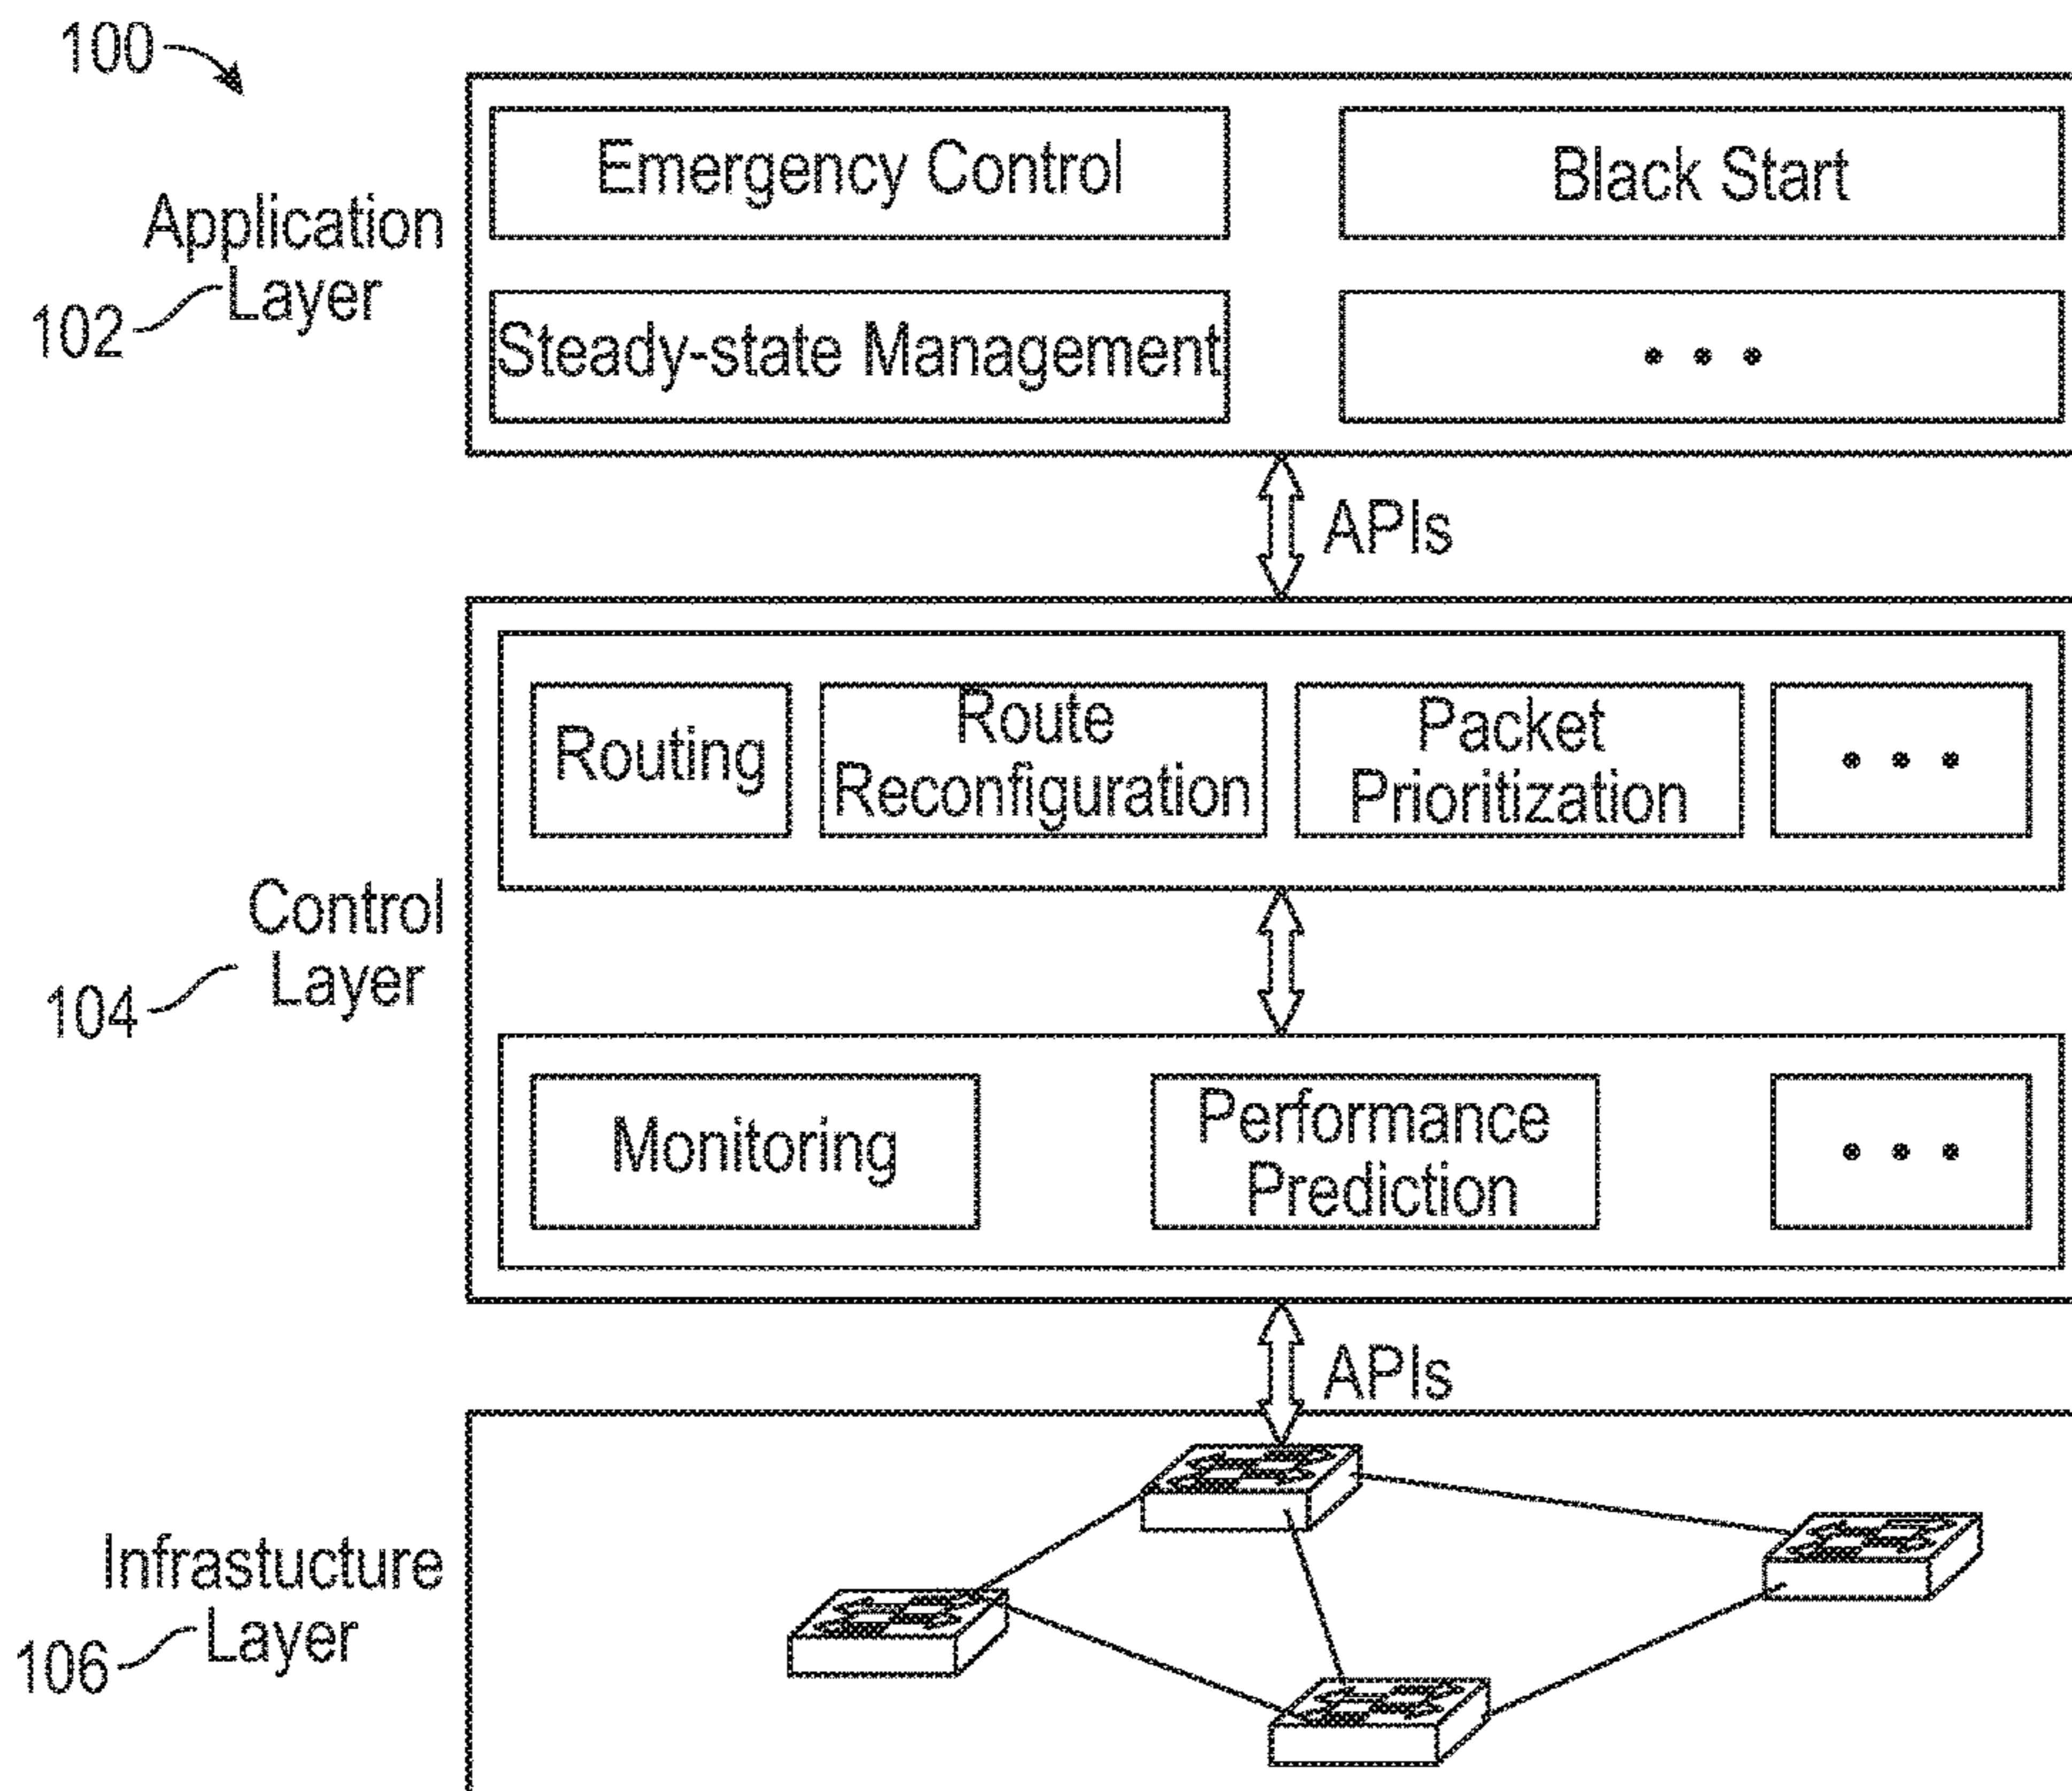 100
Emergency Control
Black Start
Application
Layer
102
Steady-state Management
• • •
APIs
Routing
Route
Reconfiguration
Packet
Prioritization
• • •
Control
Layer
104
Monitoring
Performance
Prediction
• • •
APIs
Infrastucture
Layer
106